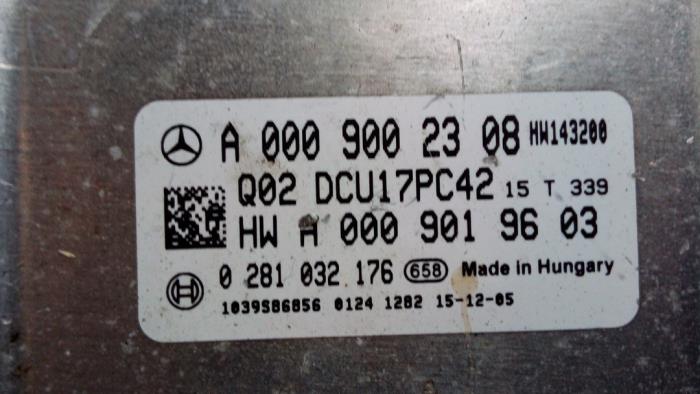 A 000 900 23 08 HW143200
Q02 DCU17PC42 15 T 339
HW A 000 901 96 03
0 281 032 176 658 Made in Hungary
1039S86856 0124 1282 15-12-05